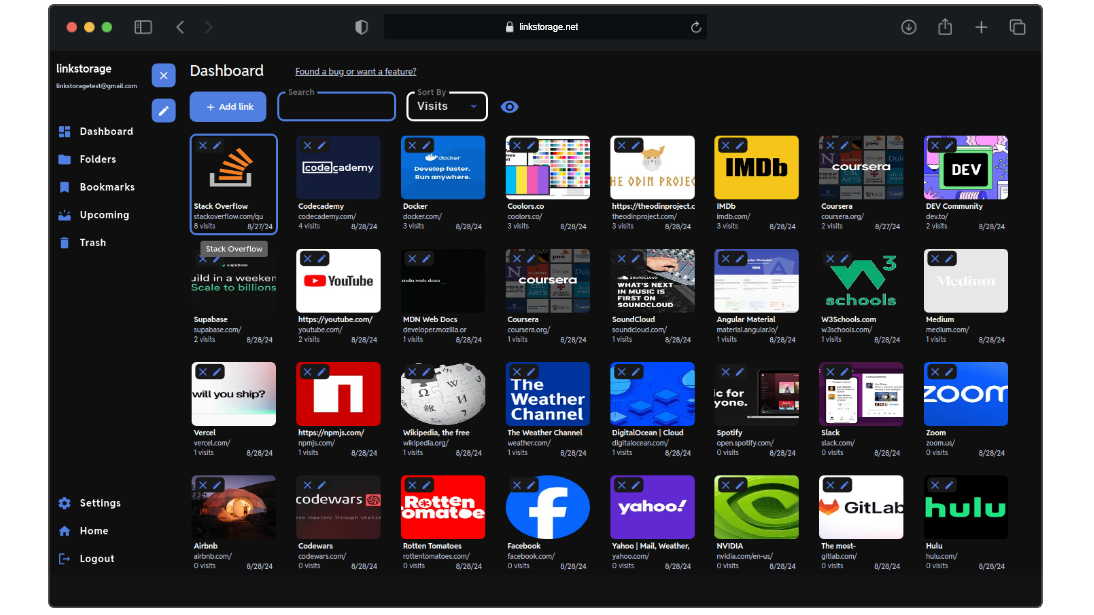 linkstorage.net
linkstorage
linkstoragetest@gmail.com
Dashboard
Found a bug or want a feature?
+ Add link
Search
Sort By
Visits
Dashboard
Folders
Bookmarks
Upcoming
Trash
Settings
Home
Logout
Stack Overflow
stackoverflow.com/qu
8 visits 8/27/24
Stack Overflow
codecademy
Codecademy
codecademy.com/
4 visits 8/28/24
docker
Develop faster.
Run anywhere.
Docker
docker.com/
3 visits 8/28/24
Coolors.co
coolors.co/
3 visits 8/28/24
HE ODIN PROJEC
https://theodinproject.c
theodinproject.com/
3 visits 8/28/24
IMDb
IMDb
imdb.com/
3 visits 8/28/24
coursera
Coursera
coursera.org/
2 visits 8/27/24
DEV
DEV Community
dev.to/
2 visits 8/28/24
supabase
uild in a weeken
Scale to billions
Supabase
supabase.com/
2 visits 8/28/24
YouTube
https://youtube.com/
youtube.com/
2 visits 8/28/24
MDN Web Docs
developer.mozilla.or
1 visits 8/28/24
coursera
Coursera
coursera.org/
1 visits 8/28/24
SOUNDCLOUD
WHAT'S NEXT
IN MUSIC IS
FIRST ON
SOUNDCLOUD
SoundCloud
soundcloud.com/
1 visits 8/28/24
Angular Material
material.angular.io/
1 visits 8/28/24
W3
schools
W3Schools.com
w3schools.com/
1 visits 8/28/24
Medium
Medium
medium.com/
1 visits 8/28/24
will you ship?
Vercel
vercel.com/
1 visits 8/28/24
n
https://npmjs.com/
npmjs.com/
1 visits 8/28/24
Wikipedia, the free
wikipedia.org/
1 visits 8/28/24
The
Weather
Channel
The Weather Channel
weather.com/
1 visits 8/28/24
DigitalOcean | Cloud
digitalocean.com/
1 visits 8/28/24
ic for
yone.
Spotify
open.spotify.com/
1 visits 8/28/24
Slack
slack.com/
1 visits 8/28/24
zoom
Zoom
zoom.us/
1 visits 8/28/24
Airbnb
airbnb.com/
0 visits 8/28/24
codewars
Codewars
codewars.com/
0 visits 8/28/24
Rotten
omatoe
Rotten Tomatoes
rottentomatoes.com/
0 visits 8/28/24
f
Facebook
facebook.com/
0 visits 8/28/24
yahoo!
Yahoo | Mail, Weather,
yahoo.com/
0 visits 8/28/24
NVIDIA
nvidia.com/en-us/
0 visits 8/28/24
GitLab
The most-
gitlab.com/
0 visits 8/28/24
hulu
Hulu
hulu.com/
0 visits 8/28/24